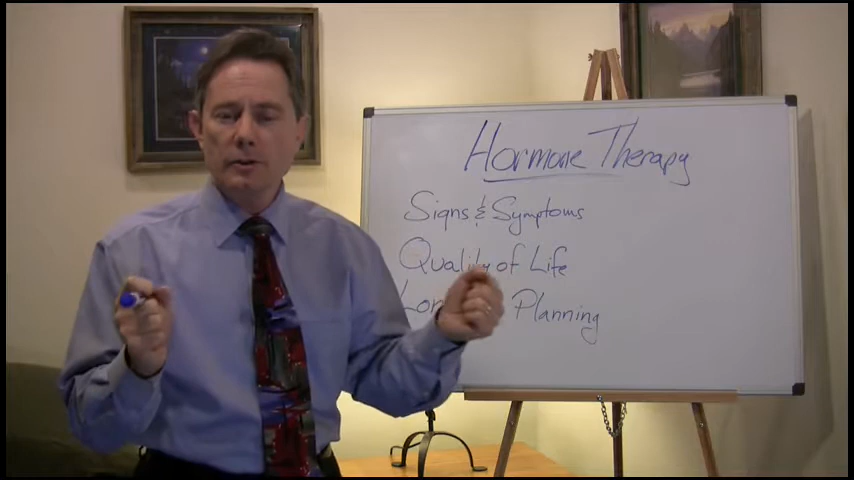 Hormone Therapy
Signs & Symptoms
Quality of Life
Planning